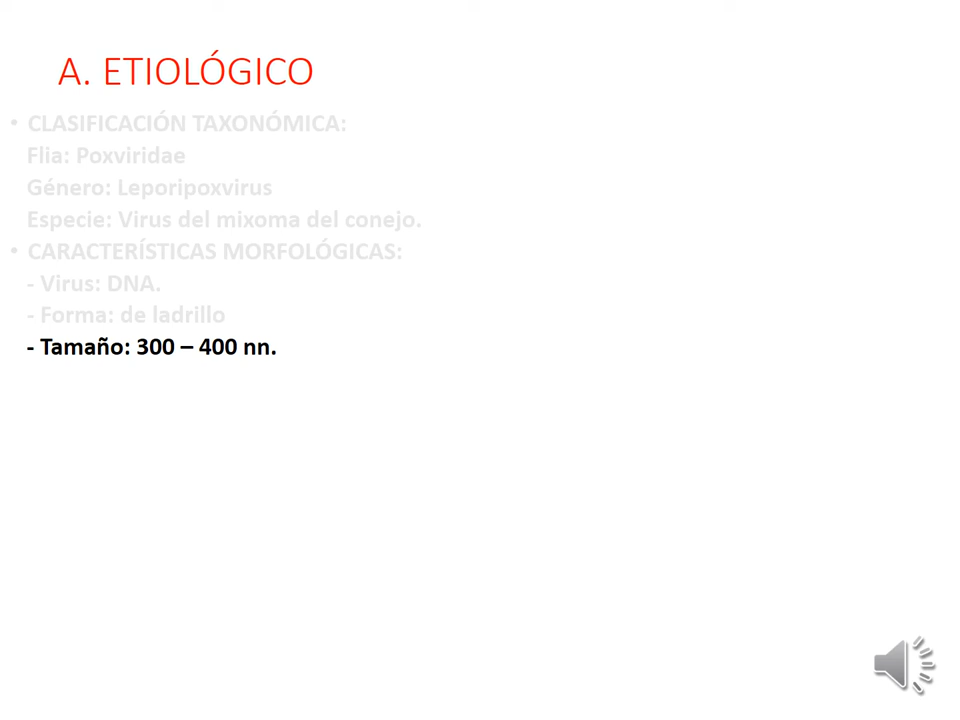 A. ETIOLÓGICO
• CLASIFICACIÓN TAXONÓMICA:
Flia: Poxviridae
Género: Leporipoxvirus
Especie: Virus del mixoma del conejo.
• CARACTERÍSTICAS MORFOLÓGICAS:
- Virus: DNA.
- Forma: de ladrillo
- Tamaño: 300 – 400 nn.